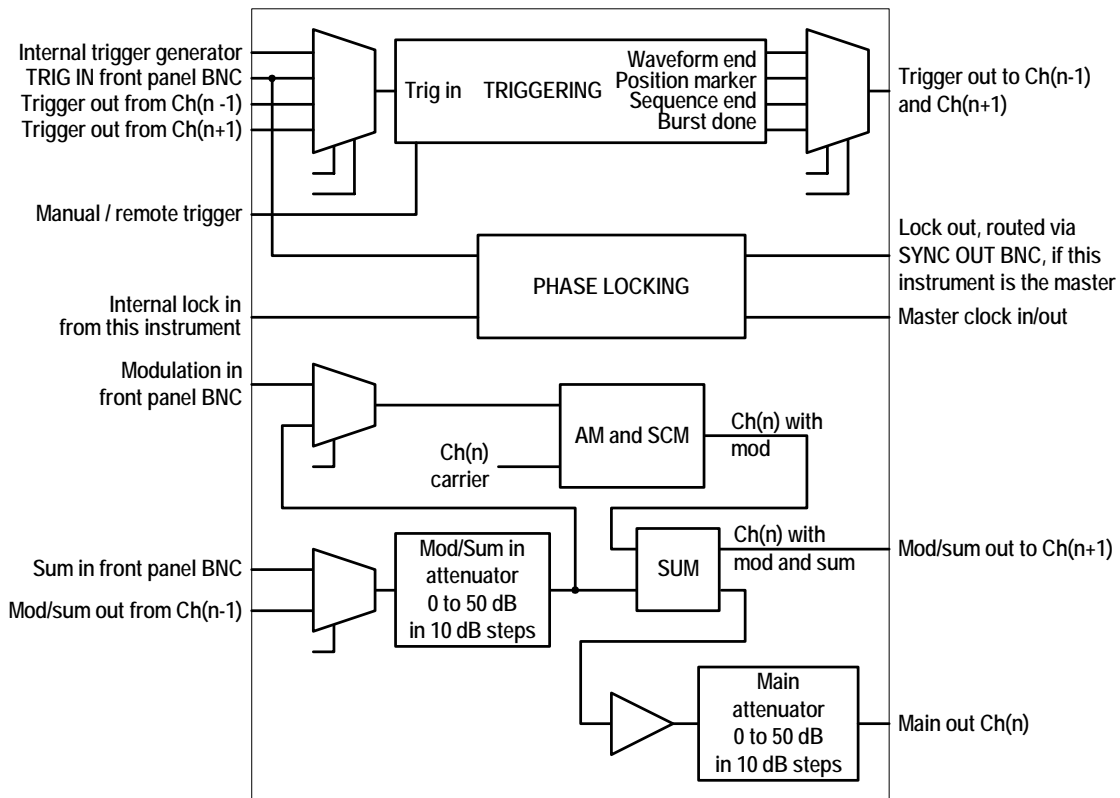 Internal trigger generator
TRIG IN front panel BNC
Trigger out from Ch(n -1)
Trigger out from Ch(n+1)
Trig in
TRIGGERING
Waveform end
Position marker
Sequence end
Burst done
Trigger out to Ch(n-1)
and Ch(n+1)
Manual / remote trigger
PHASE LOCKING
Lock out, routed via
SYNC OUT BNC, if this
instrument is the master
Internal lock in
from this instrument
Master clock in/out
Modulation in
front panel BNC
AM and SCM
Ch(n)
carrier
Ch(n) with
mod
Sum in front panel BNC
Mod/sum out from Ch(n-1)
Mod/Sum in
attenuator
0 to 50 dB
in 10 dB steps
SUM
Ch(n) with
mod and sum
Mod/sum out to Ch(n+1)
Main
attenuator
0 to 50 dB
in 10 dB steps
Main out Ch(n)